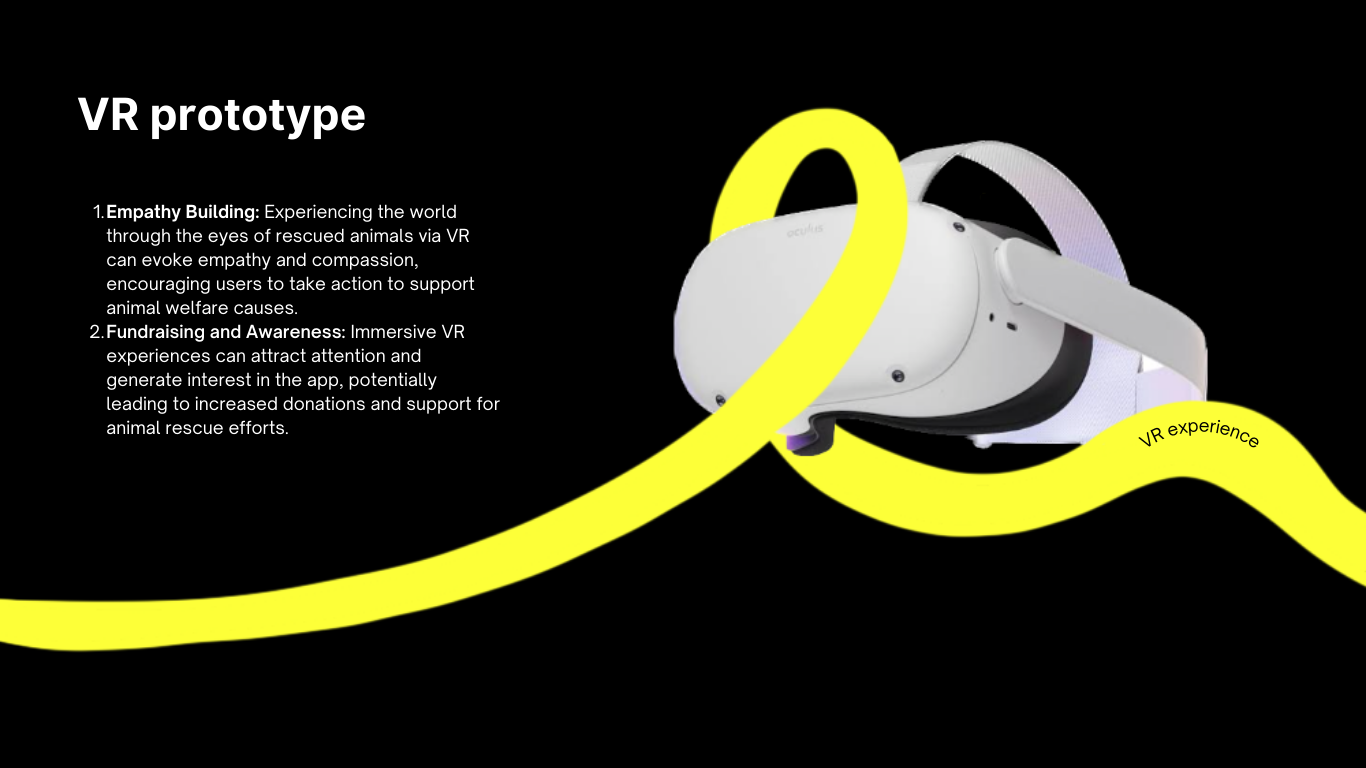 VR prototype
1. Empathy Building: Experiencing the world
through the eyes of rescued animals via VR
can evoke empathy and compassion,
encouraging users to take action to support
animal welfare causes.
2. Fundraising and Awareness: Immersive VR
experiences can attract attention and
generate interest in the app, potentially
leading to increased donations and support for
animal rescue efforts.
oculus
VR experience